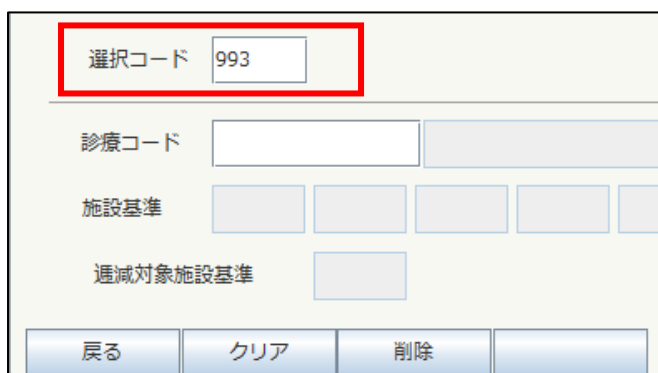 選択コード 993
診療コード
施設基準
逓減対象施設基準
戻る クリア 削除